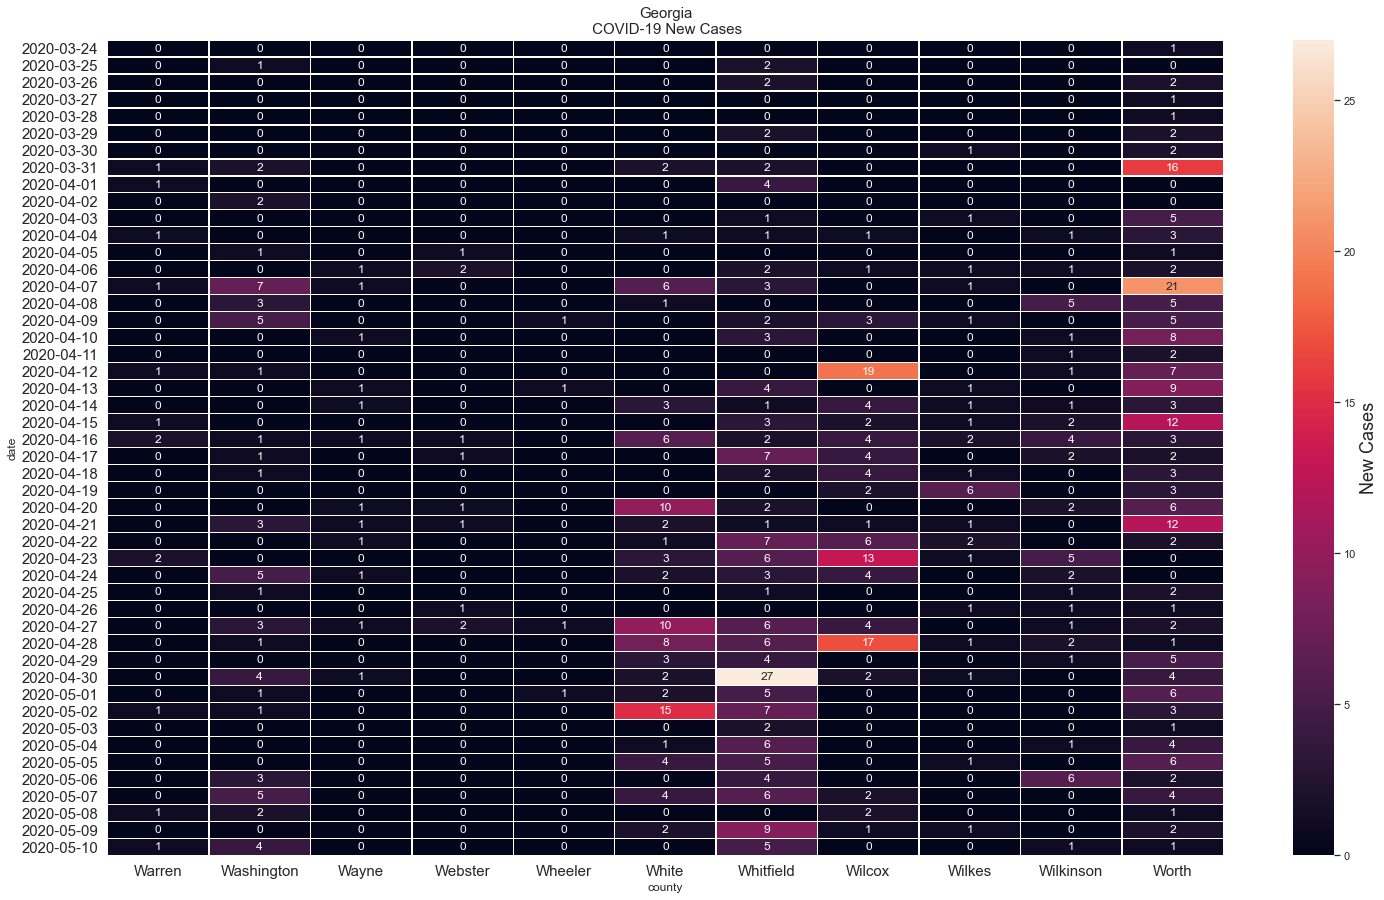 Georgia
COVID-19 New Cases
2020-03-24 0 0 0 0 0 0 0 0 0 0 1
2020-03-25 0 1 0 0 0 0 2 0 0 0 0
2020-03-26 0 0 0 0 0 0 2 0 0 0 2
2020-03-27 0 0 0 0 0 0 0 0 0 0 1
2020-03-28 0 0 0 0 0 0 0 0 0 0 1
2020-03-29 0 0 0 0 0 0 2 0 0 0 2
2020-03-30 0 0 0 0 0 0 0 0 1 0 2
2020-03-31 1 2 0 0 0 2 2 0 0 0 16
2020-04-01 1 0 0 0 0 0 4 0 0 0 0
2020-04-02 0 2 0 0 0 0 0 0 0 0 0
2020-04-03 0 0 0 0 0 0 1 0 1 0 5
2020-04-04 1 0 0 0 0 1 1 1 0 1 3
2020-04-05 0 1 0 1 0 0 0 0 0 0 1
2020-04-06 0 0 1 2 0 0 2 1 1 1 2
2020-04-07 1 7 1 0 0 6 3 0 1 0 21
2020-04-08 0 3 0 0 0 1 0 0 0 5 5
2020-04-09 0 5 0 0 1 0 2 3 1 0 5
2020-04-10 0 0 1 0 0 0 3 0 0 1 8
2020-04-11 0 0 0 0 0 0 0 0 0 1 2
2020-04-12 1 1 0 0 0 0 0 19 0 1 7
2020-04-13 0 0 1 0 1 0 4 0 1 0 9
2020-04-14 0 0 1 0 0 3 1 4 1 1 3
2020-04-15 1 0 0 0 0 0 3 2 1 2 12
2020-04-16 2 1 1 1 0 6 2 4 2 4 3
2020-04-17 0 1 0 1 0 0 7 4 0 2 2
2020-04-18 0 1 0 0 0 0 2 4 1 0 3
2020-04-19 0 0 0 0 0 0 0 2 6 0 3
2020-04-20 0 0 1 1 0 10 2 0 0 2 6
2020-04-21 0 3 1 1 0 2 1 1 1 0 12
2020-04-22 0 0 1 0 0 1 7 6 2 0 2
2020-04-23 2 0 0 0 0 3 6 13 1 5 0
2020-04-24 0 5 1 0 0 2 3 4 0 2 0
2020-04-25 0 1 0 0 0 0 1 0 0 1 2
2020-04-26 0 0 0 1 0 0 0 0 1 1 1
2020-04-27 0 3 1 2 1 10 6 4 0 1 2
2020-04-28 0 1 0 0 0 8 6 17 1 2 1
2020-04-29 0 0 0 0 0 3 4 0 0 1 5
2020-04-30 0 4 1 0 0 2 27 2 1 0 4
2020-05-01 0 1 0 0 1 2 5 0 0 0 6
2020-05-02 1 1 0 0 0 15 7 0 0 0 3
2020-05-03 0 0 0 0 0 0 2 0 0 0 1
2020-05-04 0 0 0 0 0 1 6 0 0 1 4
2020-05-05 0 0 0 0 0 4 5 0 1 0 6
2020-05-06 0 3 0 0 0 0 4 0 0 6 2
2020-05-07 0 5 0 0 0 4 6 2 0 0 4
2020-05-08 1 2 0 0 0 0 0 2 0 0 1
2020-05-09 0 0 0 0 0 2 9 1 1 0 2
2020-05-10 1 4 0 0 0 0 5 0 0 1 1
Warren Washington Wayne Webster Wheeler White Whitfield Wilcox Wilkes Wilkinson Worth
county
date
25
20
15
10
5
0
New Cases